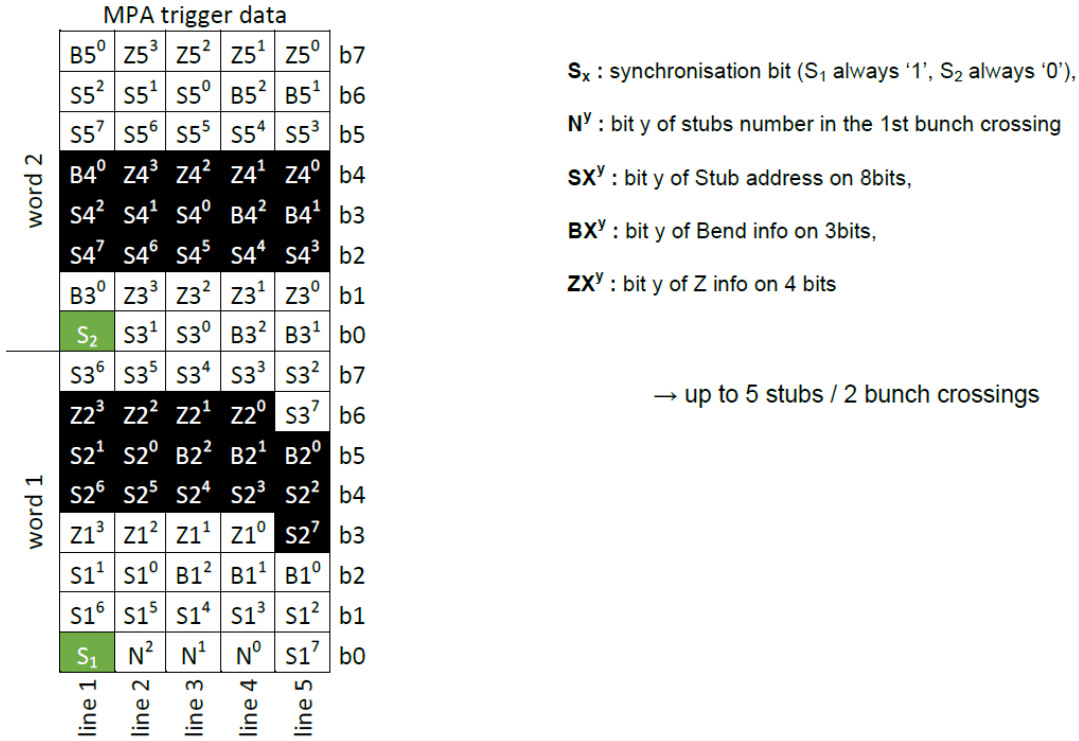 MPA trigger data
B5⁰ Z5³ Z5² Z5¹ Z5⁰ b7
S5² S5¹ S5⁰ B5² B5¹ b6
S5⁷ S5⁶ S5⁵ S5⁴ S5³ b5
B4⁰ Z4³ Z4² Z4¹ Z4⁰ b4
S4² S4¹ S4⁰ B4² B4¹ b3
S4⁷ S4⁶ S4⁵ S4⁴ S4³ b2
B3⁰ Z3³ Z3² Z3¹ Z3⁰ b1
S₂ S3¹ S3⁰ B3² B3¹ b0
word 2
S3⁶ S3⁵ S3⁴ S3³ S3² b7
Z2³ Z2² Z2¹ Z2⁰ S3⁷ b6
S2¹ S2⁰ B2² B2¹ B2⁰ b5
S2⁶ S2⁵ S2⁴ S2³ S2² b4
Z1³ Z1² Z1¹ Z1⁰ S2⁷ b3
S1¹ S1⁰ B1² B1¹ B1⁰ b2
S1⁶ S1⁵ S1⁴ S1³ S1² b1
S₁ N² N¹ N⁰ S1⁷ b0
word 1
line 1 line 2 line 3 line 4 line 5
Sₓ : synchronisation bit (S₁ always ‘1’, S₂ always ‘0’),
Nʸ : bit y of stubs number in the 1st bunch crossing
SXʸ : bit y of Stub address on 8bits,
BXʸ : bit y of Bend info on 3bits,
ZXʸ : bit y of Z info on 4 bits
→ up to 5 stubs / 2 bunch crossings